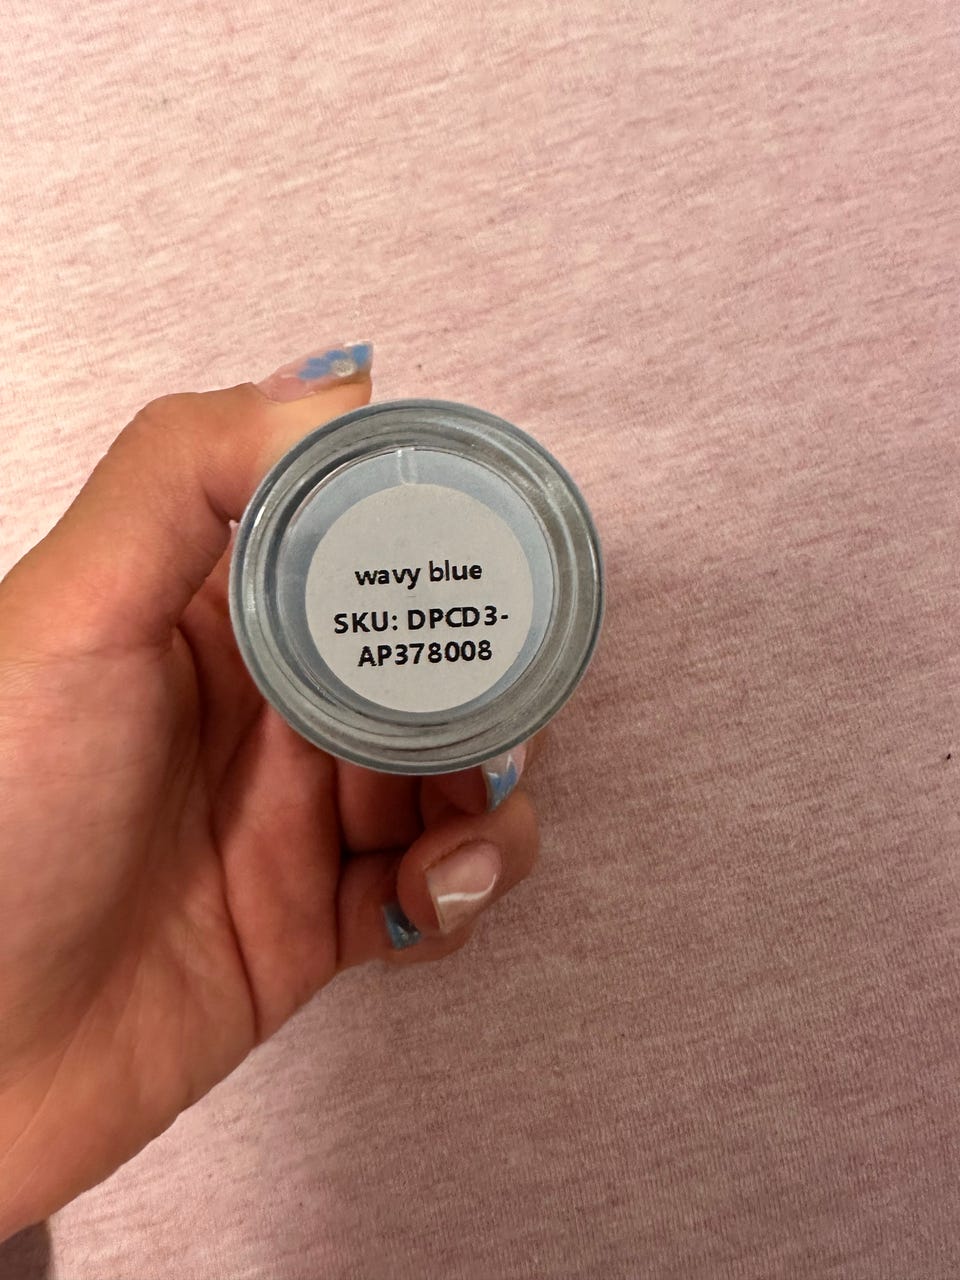 wavy blue
SKU: DPCD3-
AP378008